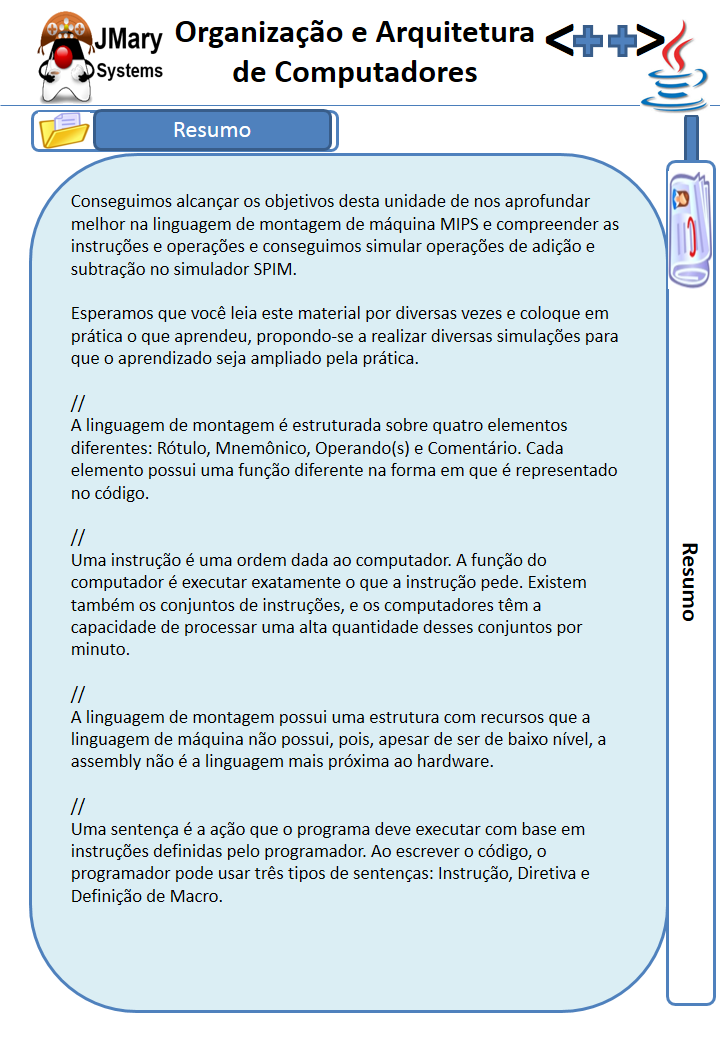 JMary
Systems
Organização e Arquitetura
de Computadores
<++>
Resumo
Conseguimos alcançar os objetivos desta unidade de nos aprofundar
melhor na linguagem de montagem de máquina MIPS e compreender as
instruções e operações e conseguimos simular operações de adição e
subtração no simulador SPIM.
Esperamos que você leia este material por diversas vezes e coloque em
prática o que aprendeu, propondo-se a realizar diversas simulações para
que o aprendizado seja ampliado pela prática.
//
A linguagem de montagem é estruturada sobre quatro elementos
diferentes: Rótulo, Mnemônico, Operando(s) e Comentário. Cada
elemento possui uma função diferente na forma em que é representado
no código.
//
Uma instrução é uma ordem dada ao computador. A função do
computador é executar exatamente o que a instrução pede. Existem
também os conjuntos de instruções, e os computadores têm a
capacidade de processar uma alta quantidade desses conjuntos por
minuto.
//
A linguagem de montagem possui uma estrutura com recursos que a
linguagem de máquina não possui, pois, apesar de ser de baixo nível, a
assembly não é a linguagem mais próxima ao hardware.
//
Uma sentença é a ação que o programa deve executar com base em
instruções definidas pelo programador. Ao escrever o código, o
programador pode usar três tipos de sentenças: Instrução, Diretiva e
Definição de Macro.
Resumo